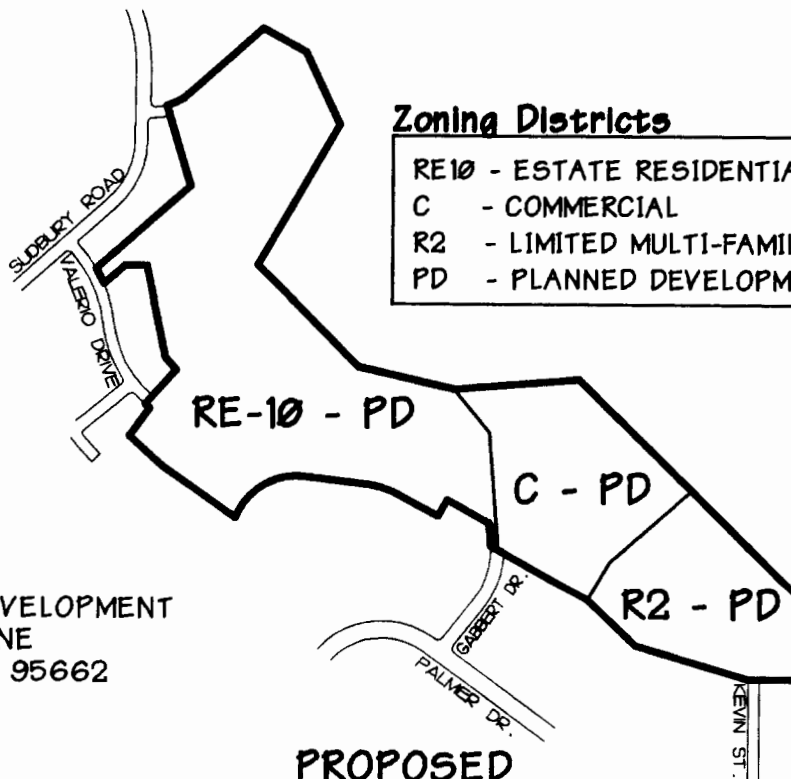 Zoning Districts
RE10 - ESTATE RESIDENTIA
C - COMMERCIAL
R2 - LIMITED MULTI-FAMI
PD - PLANNED DEVELOPM
SUDBURY ROAD
VALERIO DRIVE
RE-10 - PD
C - PD
R2 - PD
VELOPMENT
NE
95662
GABBERT DR.
PALMER DR.
KEVIN ST.
PROPOSED